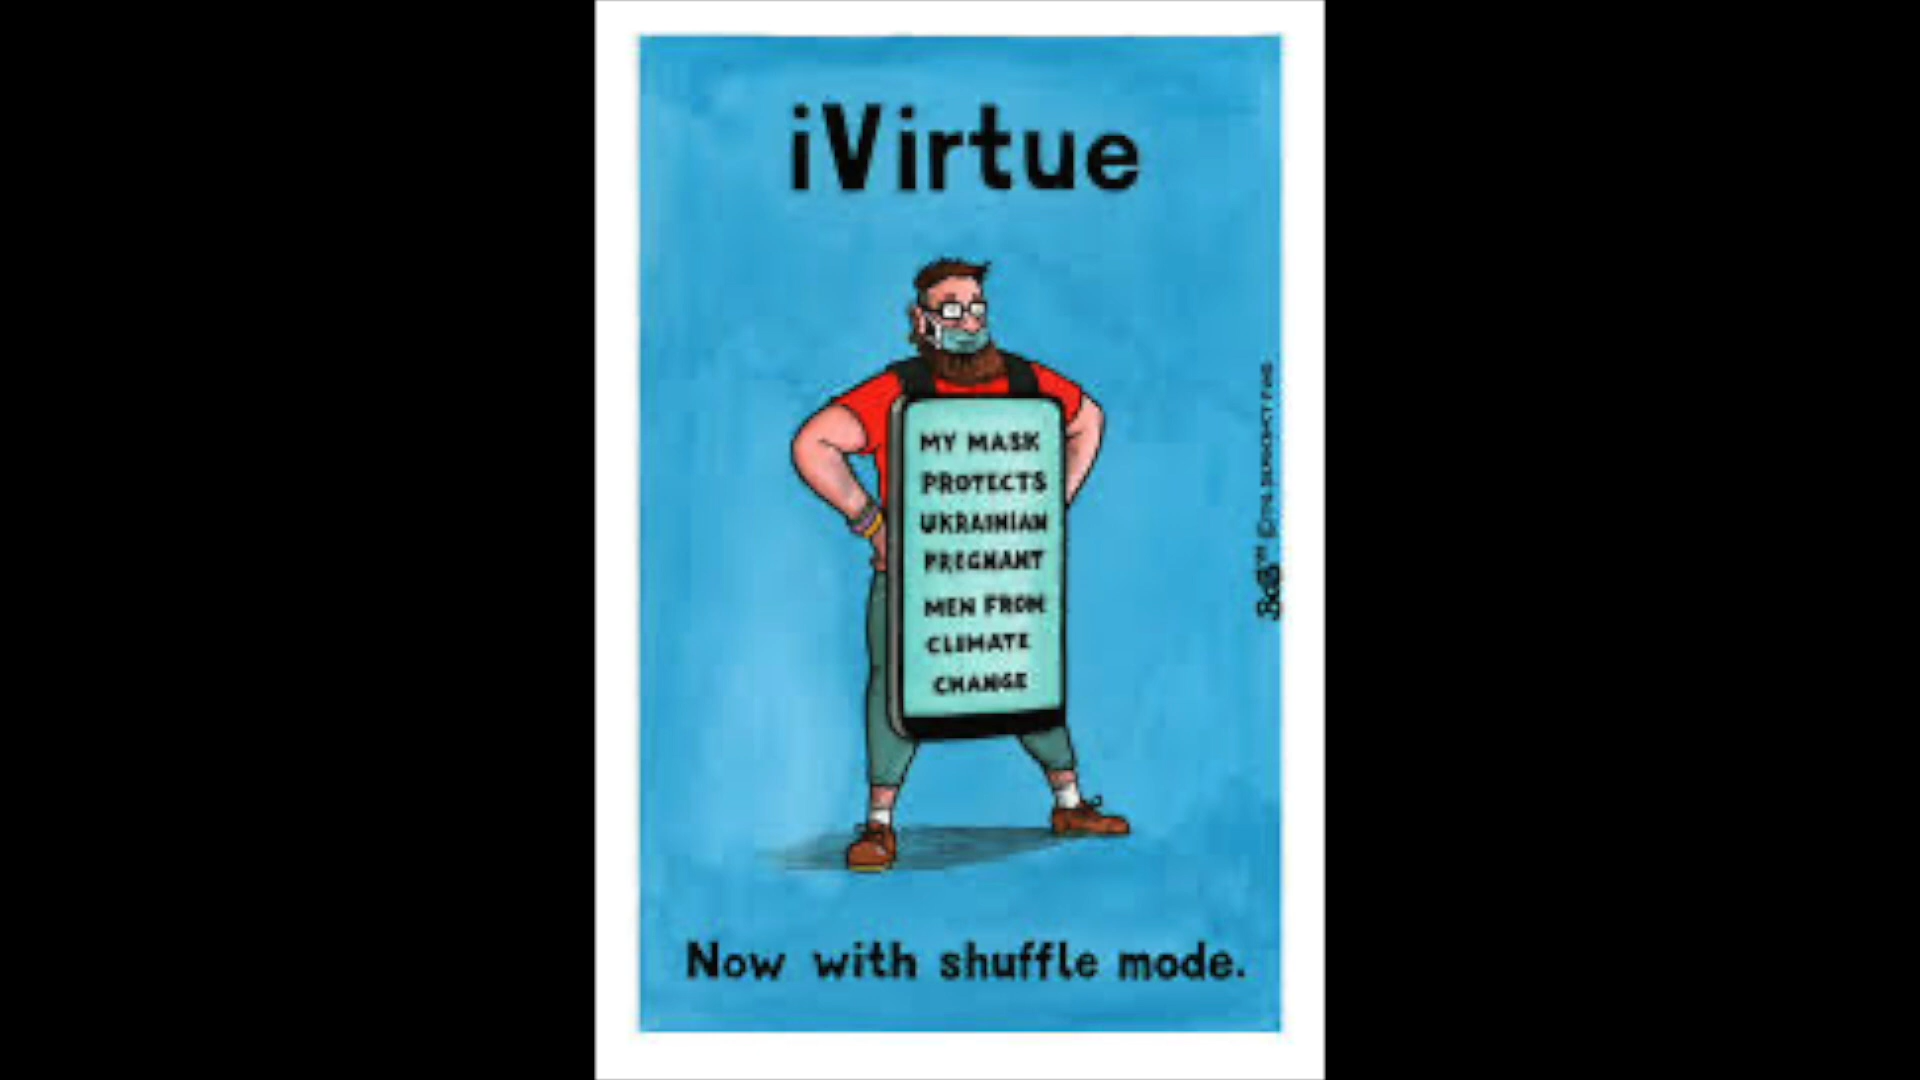 iVirtue
MY MASK
PROTECTS
UKRAINIAN
PREGNANT
MEN FROM
CLIMATE
CHANGE
Now with shuffle mode.